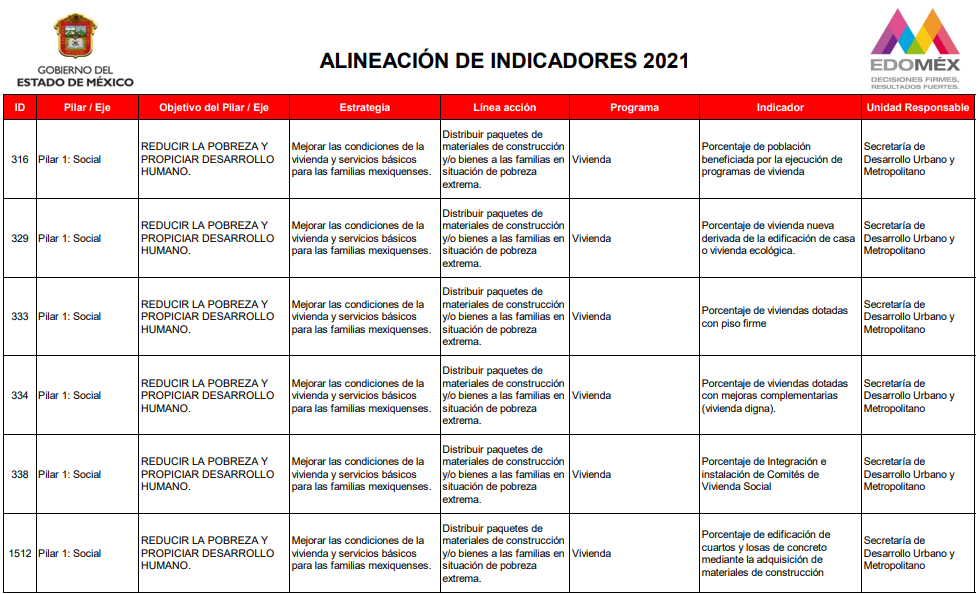 GOBIERNO DEL
ESTADO DE MÉXICO
ALINEACIÓN DE INDICADORES 2021
EDOMÉX
DECISIONES FIRMES,
RESULTADOS FUERTES.
ID Pilar / Eje Objetivo del Pilar / Eje Estrategia Línea acción Programa Indicador Unidad Responsable
316
Pilar 1: Social
REDUCIR LA POBREZA Y
PROPICIAR DESARROLLO
HUMANO.
Mejorar las condiciones de la
vivienda y servicios básicos
para las familias mexiquenses.
Distribuir paquetes de
materiales de construcción
y/o bienes a las familias en
situación de pobreza
extrema.
Vivienda
Porcentaje de población
beneficiada por la ejecución de
programas de vivienda
Secretaría de
Desarrollo Urbano y
Metropolitano
329
Pilar 1: Social
REDUCIR LA POBREZA Y
PROPICIAR DESARROLLO
HUMANO.
Mejorar las condiciones de la
vivienda y servicios básicos
para las familias mexiquenses.
Distribuir paquetes de
materiales de construcción
y/o bienes a las familias en
situación de pobreza
extrema.
Vivienda
Porcentaje de vivienda nueva
derivada de la edificación de casa
o vivienda ecológica.
Secretaría de
Desarrollo Urbano y
Metropolitano
333
Pilar 1: Social
REDUCIR LA POBREZA Y
PROPICIAR DESARROLLO
HUMANO.
Mejorar las condiciones de la
vivienda y servicios básicos
para las familias mexiquenses.
Distribuir paquetes de
materiales de construcción
y/o bienes a las familias en
situación de pobreza
extrema.
Vivienda
Porcentaje de viviendas dotadas
con piso firme
Secretaría de
Desarrollo Urbano y
Metropolitano
334
Pilar 1: Social
REDUCIR LA POBREZA Y
PROPICIAR DESARROLLO
HUMANO.
Mejorar las condiciones de la
vivienda y servicios básicos
para las familias mexiquenses.
Distribuir paquetes de
materiales de construcción
y/o bienes a las familias en
situación de pobreza
extrema.
Vivienda
Porcentaje de viviendas dotadas
con mejoras complementarias
(vivienda digna).
Secretaría de
Desarrollo Urbano y
Metropolitano
338
Pilar 1: Social
REDUCIR LA POBREZA Y
PROPICIAR DESARROLLO
HUMANO.
Mejorar las condiciones de la
vivienda y servicios básicos
para las familias mexiquenses.
Distribuir paquetes de
materiales de construcción
y/o bienes a las familias en
situación de pobreza
extrema.
Vivienda
Porcentaje de Integración e
instalación de Comités de
Vivienda Social
Secretaría de
Desarrollo Urbano y
Metropolitano
1512
Pilar 1: Social
REDUCIR LA POBREZA Y
PROPICIAR DESARROLLO
HUMANO.
Mejorar las condiciones de la
vivienda y servicios básicos
para las familias mexiquenses.
Distribuir paquetes de
materiales de construcción
y/o bienes a las familias en
situación de pobreza
extrema.
Vivienda
Porcentaje de edificación de
cuartos y losas de concreto
mediante la adquisición de
materiales de construcción
Secretaría de
Desarrollo Urbano y
Metropolitano